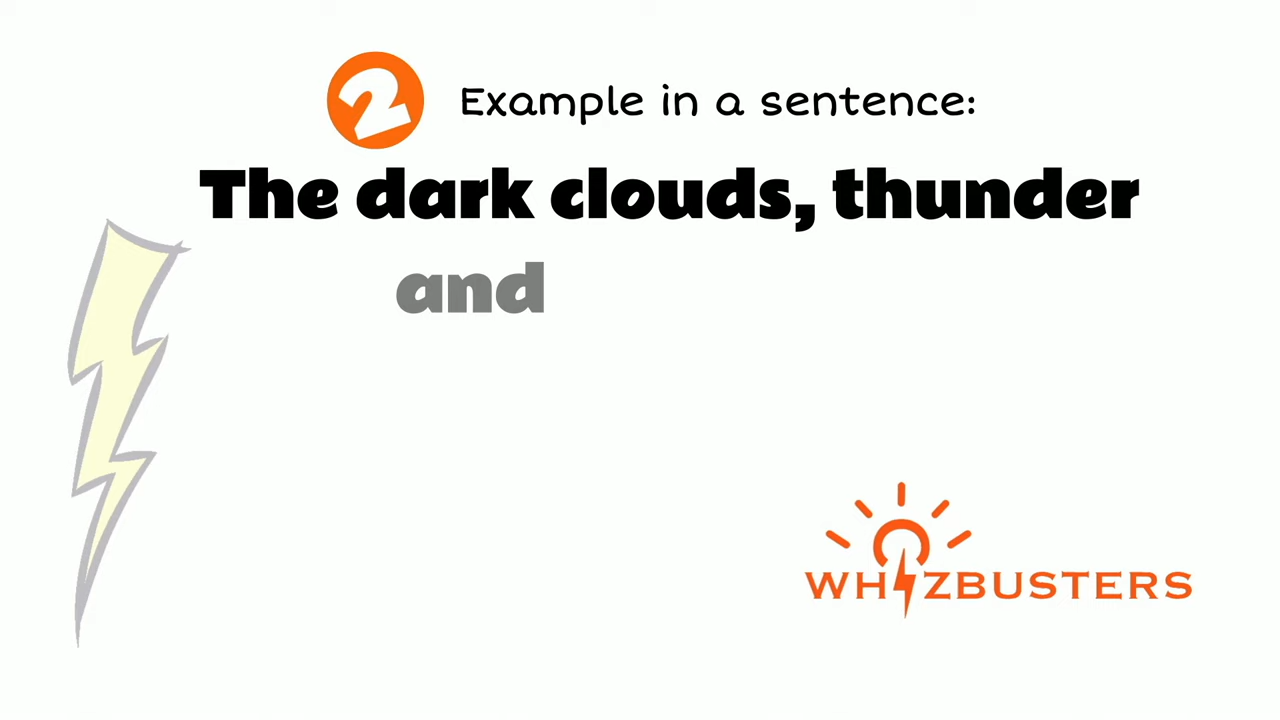 2 Example in a sentence:
The dark clouds, thunder
and
WHIZBUSTERS